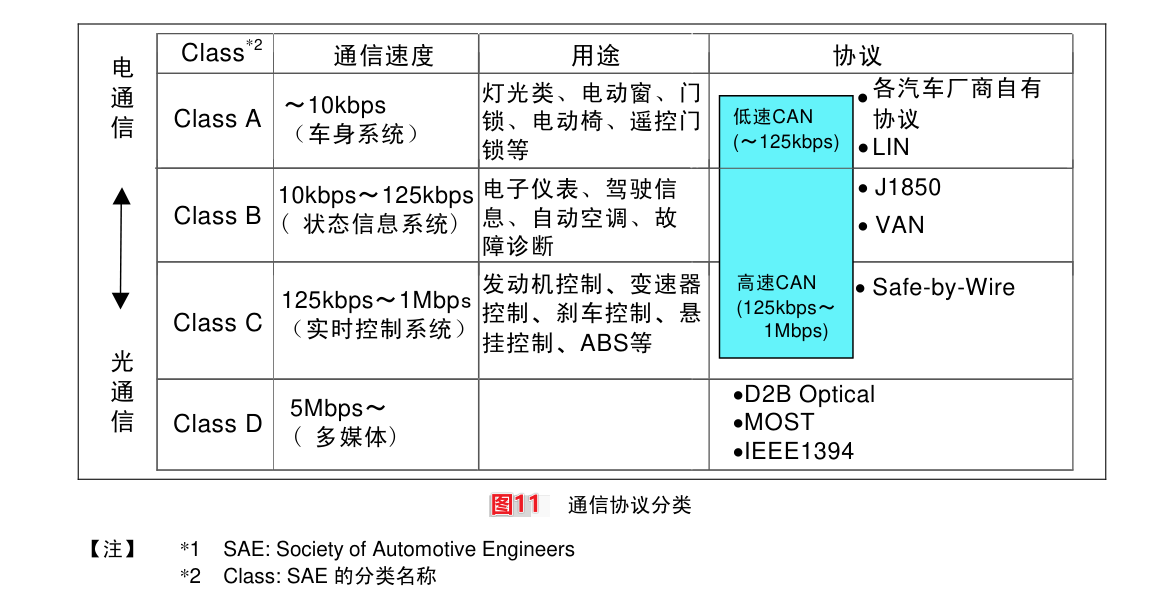 电通信
光通信
Class*2 通信速度 用途 协议
Class A
~10kbps
（车身系统）
灯光类、电动窗、门
锁、电动椅、遥控门
锁等
低速CAN
(~125kbps)
●各汽车厂商自有
协议
●LIN
Class B
10kbps~125kbps
（ 状态信息系统）
电子仪表、驾驶信
息、自动空调、故
障诊断
● J1850
● VAN
Class C
125kbps~1Mbps
（实时控制系统）
发动机控制、变速器
控制、刹车控制、悬
挂控制、ABS等
高速CAN
(125kbps~
1Mbps)
● Safe-by-Wire
Class D
5Mbps~
（ 多媒体）
●D2B Optical
●MOST
●IEEE1394
图11 通信协议分类
【注】 *1 SAE: Society of Automotive Engineers
*2 Class: SAE 的分类名称